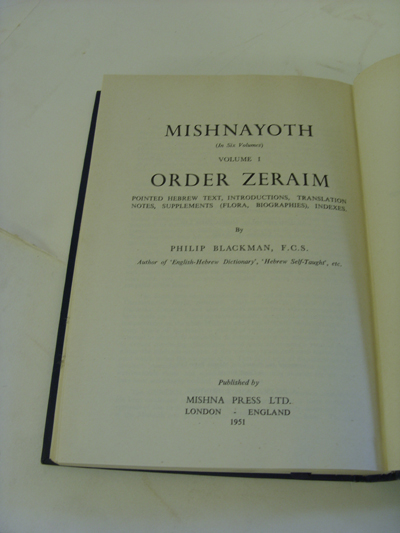 MISHNAYOTH
(In Six Volumes)
VOLUME I
ORDER ZERAIM
POINTED HEBREW TEXT, INTRODUCTIONS, TRANSLATION
NOTES, SUPPLEMENTS (FLORA, BIOGRAPHIES), INDEXES.
By
PHILIP BLACKMAN, F.C.S.
Author of 'English-Hebrew Dictionary', 'Hebrew Self-Taught', etc.
Published by
MISHNA PRESS LTD.
LONDON - ENGLAND
1951